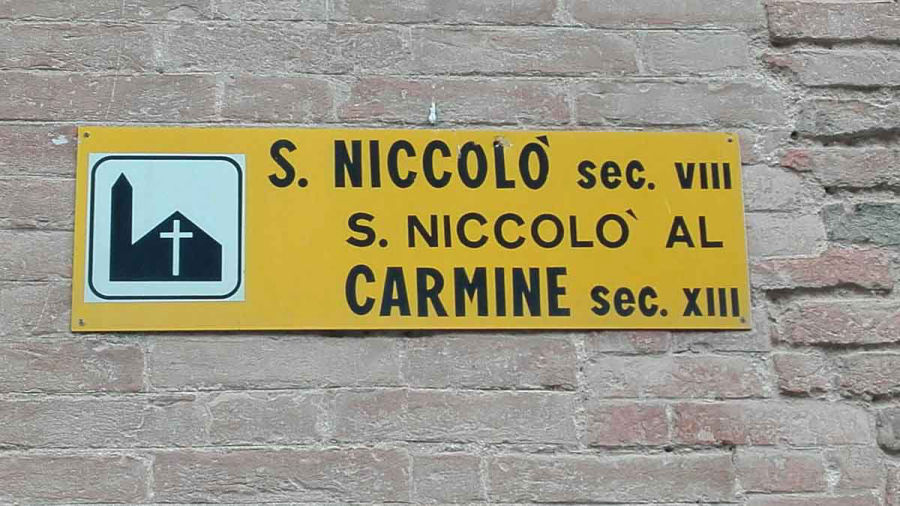 S. NICCOLÒ sec. VIII
S. NICCOLO` AL
CARMINE sec. XIII